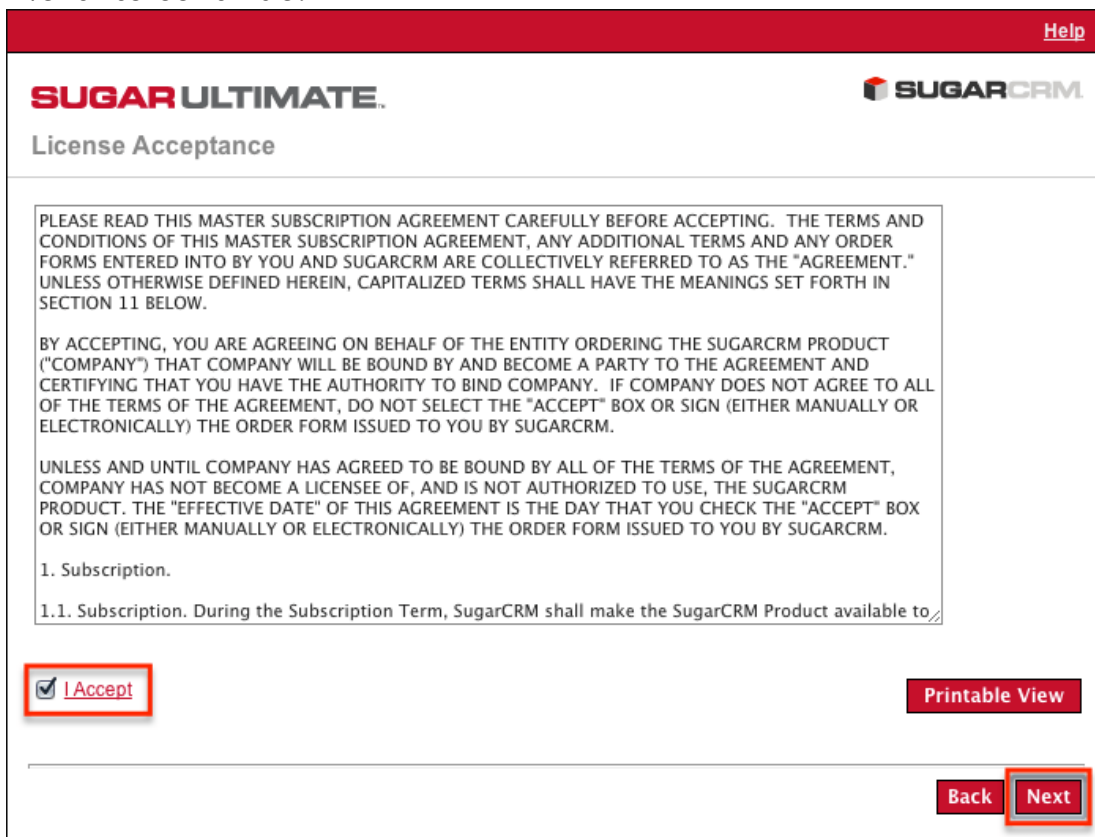 Help
SUGAR ULTIMATE.
SUGARCRM.
License Acceptance
PLEASE READ THIS MASTER SUBSCRIPTION AGREEMENT CAREFULLY BEFORE ACCEPTING.  THE TERMS AND
CONDITIONS OF THIS MASTER SUBSCRIPTION AGREEMENT, ANY ADDITIONAL TERMS AND ANY ORDER
FORMS ENTERED INTO BY YOU AND SUGARCRM ARE COLLECTIVELY REFERRED TO AS THE "AGREEMENT."
UNLESS OTHERWISE DEFINED HEREIN, CAPITALIZED TERMS SHALL HAVE THE MEANINGS SET FORTH IN
SECTION 11 BELOW.
BY ACCEPTING, YOU ARE AGREEING ON BEHALF OF THE ENTITY ORDERING THE SUGARCRM PRODUCT
("COMPANY") THAT COMPANY WILL BE BOUND BY AND BECOME A PARTY TO THE AGREEMENT AND
CERTIFYING THAT YOU HAVE THE AUTHORITY TO BIND COMPANY.  IF COMPANY DOES NOT AGREE TO ALL
OF THE TERMS OF THE AGREEMENT, DO NOT SELECT THE "ACCEPT" BOX OR SIGN (EITHER MANUALLY OR
ELECTRONICALLY) THE ORDER FORM ISSUED TO YOU BY SUGARCRM.
UNLESS AND UNTIL COMPANY HAS AGREED TO BE BOUND BY ALL OF THE TERMS OF THE AGREEMENT,
COMPANY HAS NOT BECOME A LICENSEE OF, AND IS NOT AUTHORIZED TO USE, THE SUGARCRM
PRODUCT. THE "EFFECTIVE DATE" OF THIS AGREEMENT IS THE DAY THAT YOU CHECK THE "ACCEPT" BOX
OR SIGN (EITHER MANUALLY OR ELECTRONICALLY) THE ORDER FORM ISSUED TO YOU BY SUGARCRM.
1. Subscription.
1.1. Subscription. During the Subscription Term, SugarCRM shall make the SugarCRM Product available to
I Accept
Printable View
Back
Next